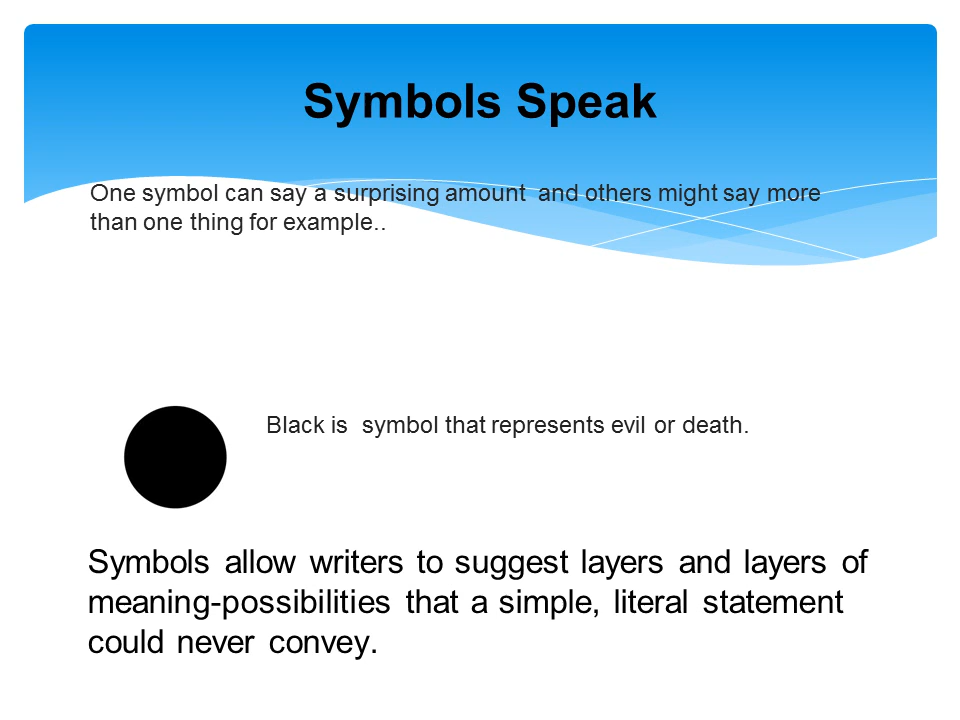 Symbols Speak
One symbol can say a surprising amount  and others might say more
than one thing for example..
Black is  symbol that represents evil or death.
Symbols allow writers to suggest layers and layers of
meaning-possibilities that a simple, literal statement
could never convey.